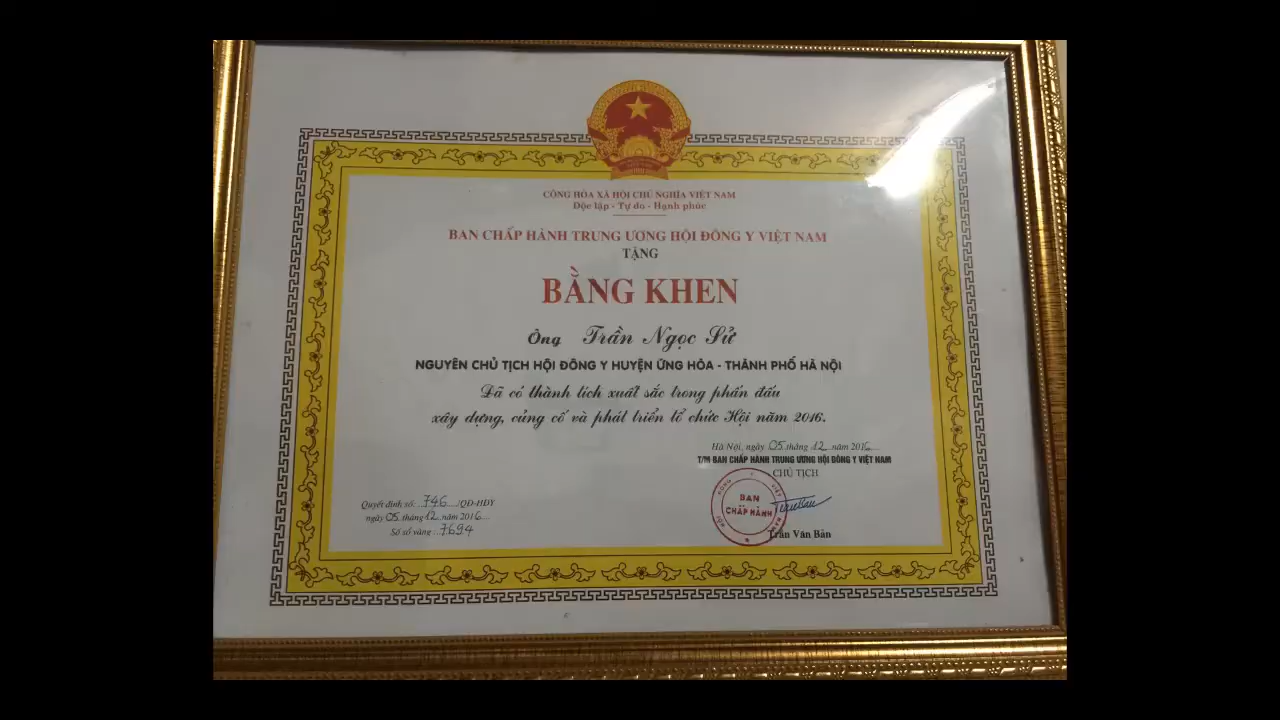 CỘNG HÒA XÃ HỘI CHỦ NGHĨA VIỆT NAM
Độc lập - Tự do - Hạnh phúc
BAN CHẤP HÀNH TRUNG ƯƠNG HỘI ĐÔNG Y VIỆT NAM
TẶNG
BẰNG KHEN
Ông Trần Ngọc Sử
NGUYÊN CHỦ TỊCH HỘI ĐÔNG Y HUYỆN ỨNG HÒA - THÀNH PHỐ HÀ NỘI
Đã có thành tích xuất sắc trong phấn đấu
xây dựng, củng cố và phát triển tổ chức Hội năm 2016.
Hà Nội, ngày 05 tháng 12 năm 2016
T/M BAN CHẤP HÀNH TRUNG ƯƠNG HỘI ĐÔNG Y VIỆT NAM
CHỦ TỊCH
BAN
CHẤP HÀNH
Trần Văn Bản
Quyết định số: 746 /QĐ-HĐY
ngày 05 tháng 12 năm 2016
Số sổ vàng: 7694